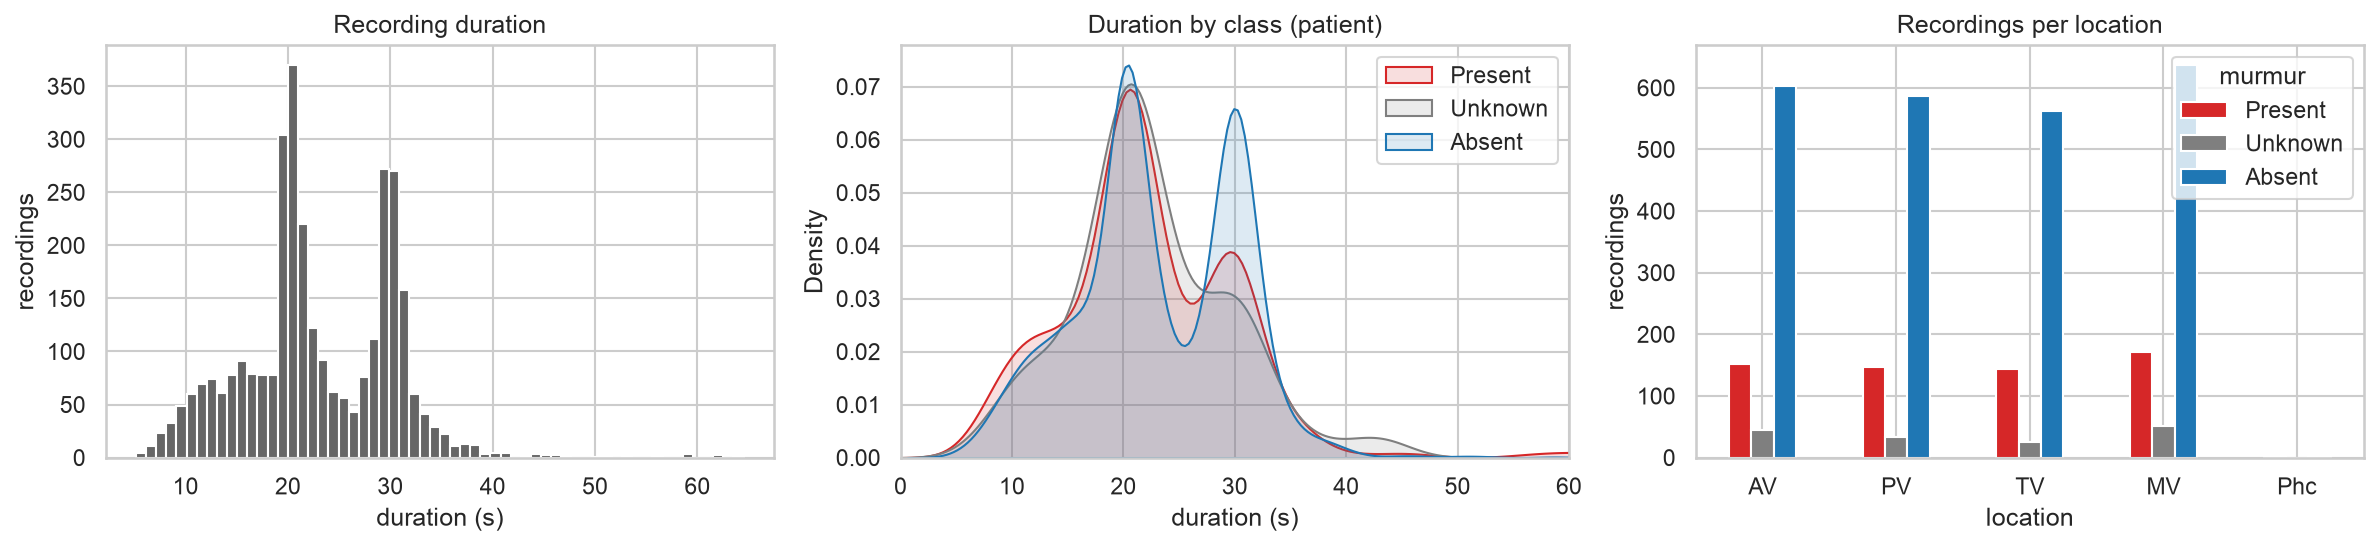 Recording duration
350
300
250
200
150
100
50
0
recordings
10 20 30 40 50 60
duration (s)
Duration by class (patient)
0.07
0.06
0.05
0.04
0.03
0.02
0.01
0.00
Density
Present
Unknown
Absent
0 10 20 30 40 50 60
duration (s)
Recordings per location
600
500
400
300
200
100
0
recordings
murmur
Present
Unknown
Absent
AV PV TV MV Phc
location